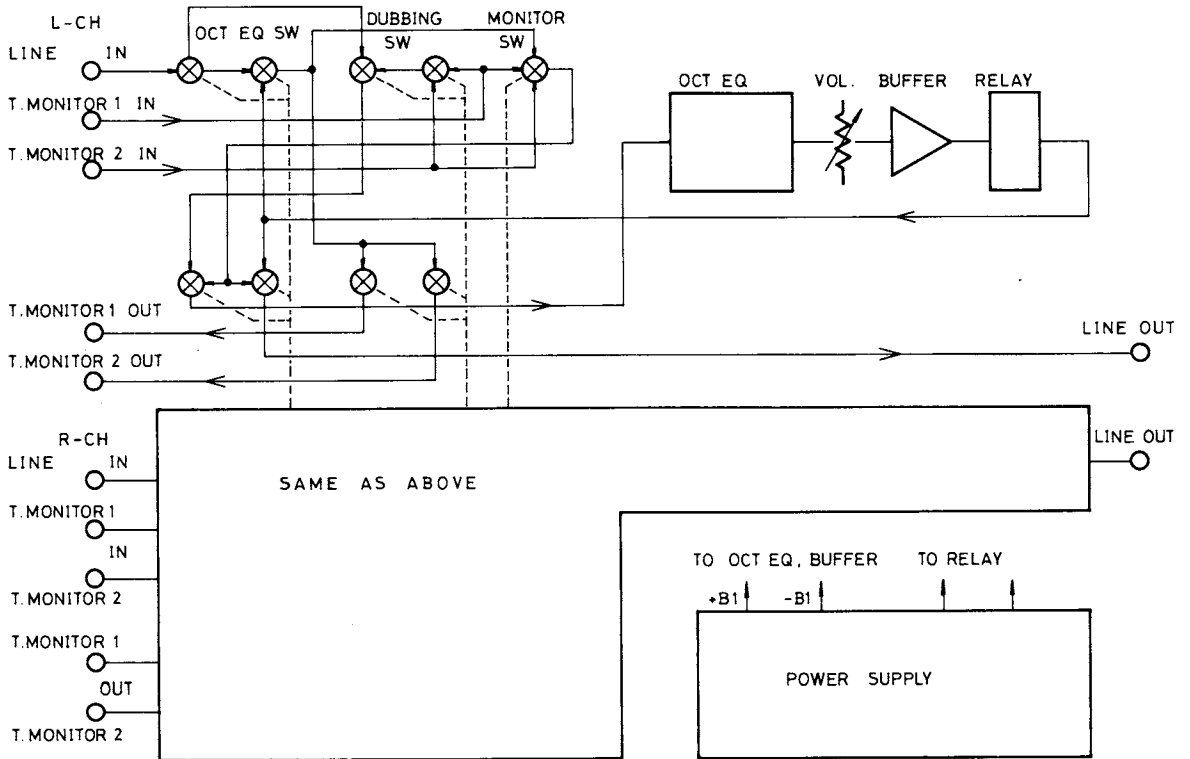 L-CH
LINE IN
OCT EQ SW
DUBBING SW
MONITOR SW
T.MONITOR 1 IN
T.MONITOR 2 IN
OCT EQ
VOL.
BUFFER
RELAY
T.MONITOR 1 OUT
T.MONITOR 2 OUT
LINE OUT
R-CH
LINE IN
T.MONITOR 1
IN
T.MONITOR 2
T.MONITOR 1
OUT
T.MONITOR 2
SAME AS ABOVE
LINE OUT
TO OCT EQ, BUFFER
TO RELAY
+B1
-B1
POWER SUPPLY